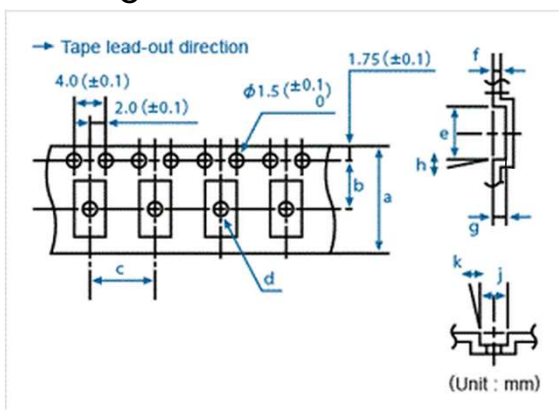 → Tape lead-out direction
4.0 (±0.1)
2.0 (±0.1)
ϕ1.5 (±0.1 0)
1.75 (±0.1)
f
e
h
g
b
a
c
d
k
j
(Unit : mm)